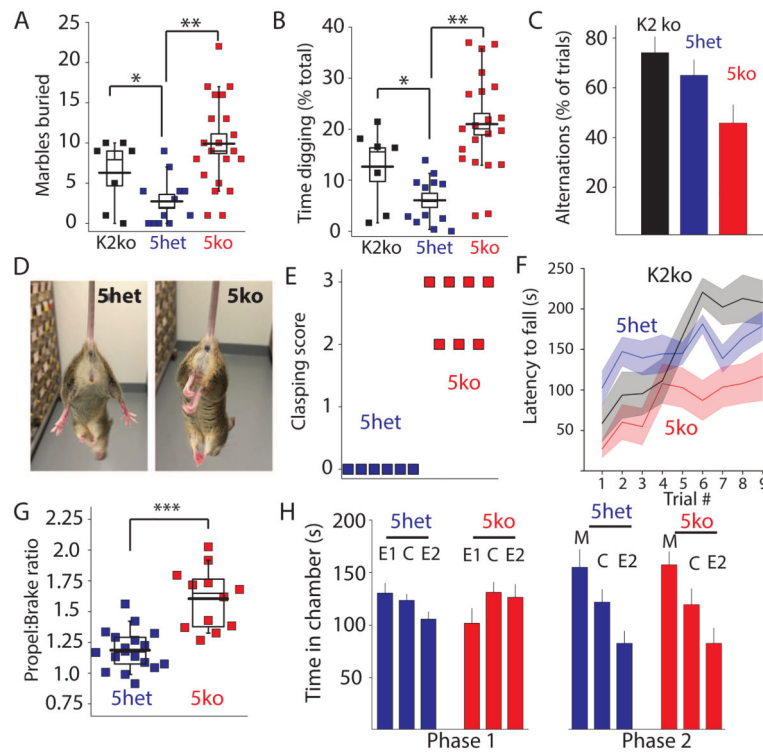 A
Marbles buried
25
20
15
10
5
0
*
**
K2ko
5het
5ko
B
Time digging (% total)
40
30
20
10
0
*
**
K2ko
5het
5ko
C
Alternations (% of trials)
80
60
40
20
K2 ko
5het
5ko
D
5het
5ko
E
Clasping score
3
2
1
0
5het
5ko
F
Latency to fall (s)
250
200
150
100
50
K2ko
5het
5ko
1 2 3 4 5 6 7 8 9
Trial #
G
Propel:Brake ratio
2.25
2.00
1.75
1.5
1.25
1.0
0.75
***
5het
5ko
H
Time in chamber (s)
200
150
100
50
5het
5ko
E1 C E2
E1 C E2
Phase 1
5het
5ko
M C E2
M C E2
Phase 2